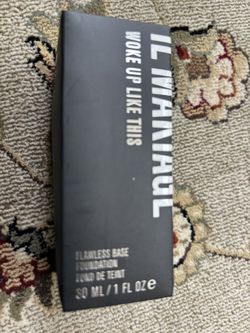 IL MAKIAGE
WOKE UP LIKE THIS
FLAWLESS BASE
FOUNDATION
FOND DE TEINT
30 ML / 1 FL OZ e